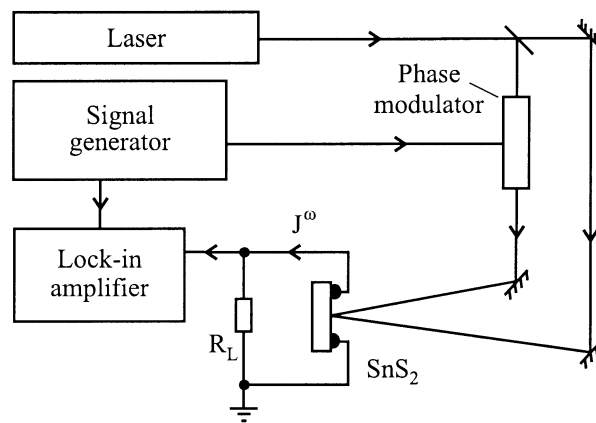 Laser
Phase
modulator
Signal
generator
J^ω
Lock-in
amplifier
R_L
SnS_2